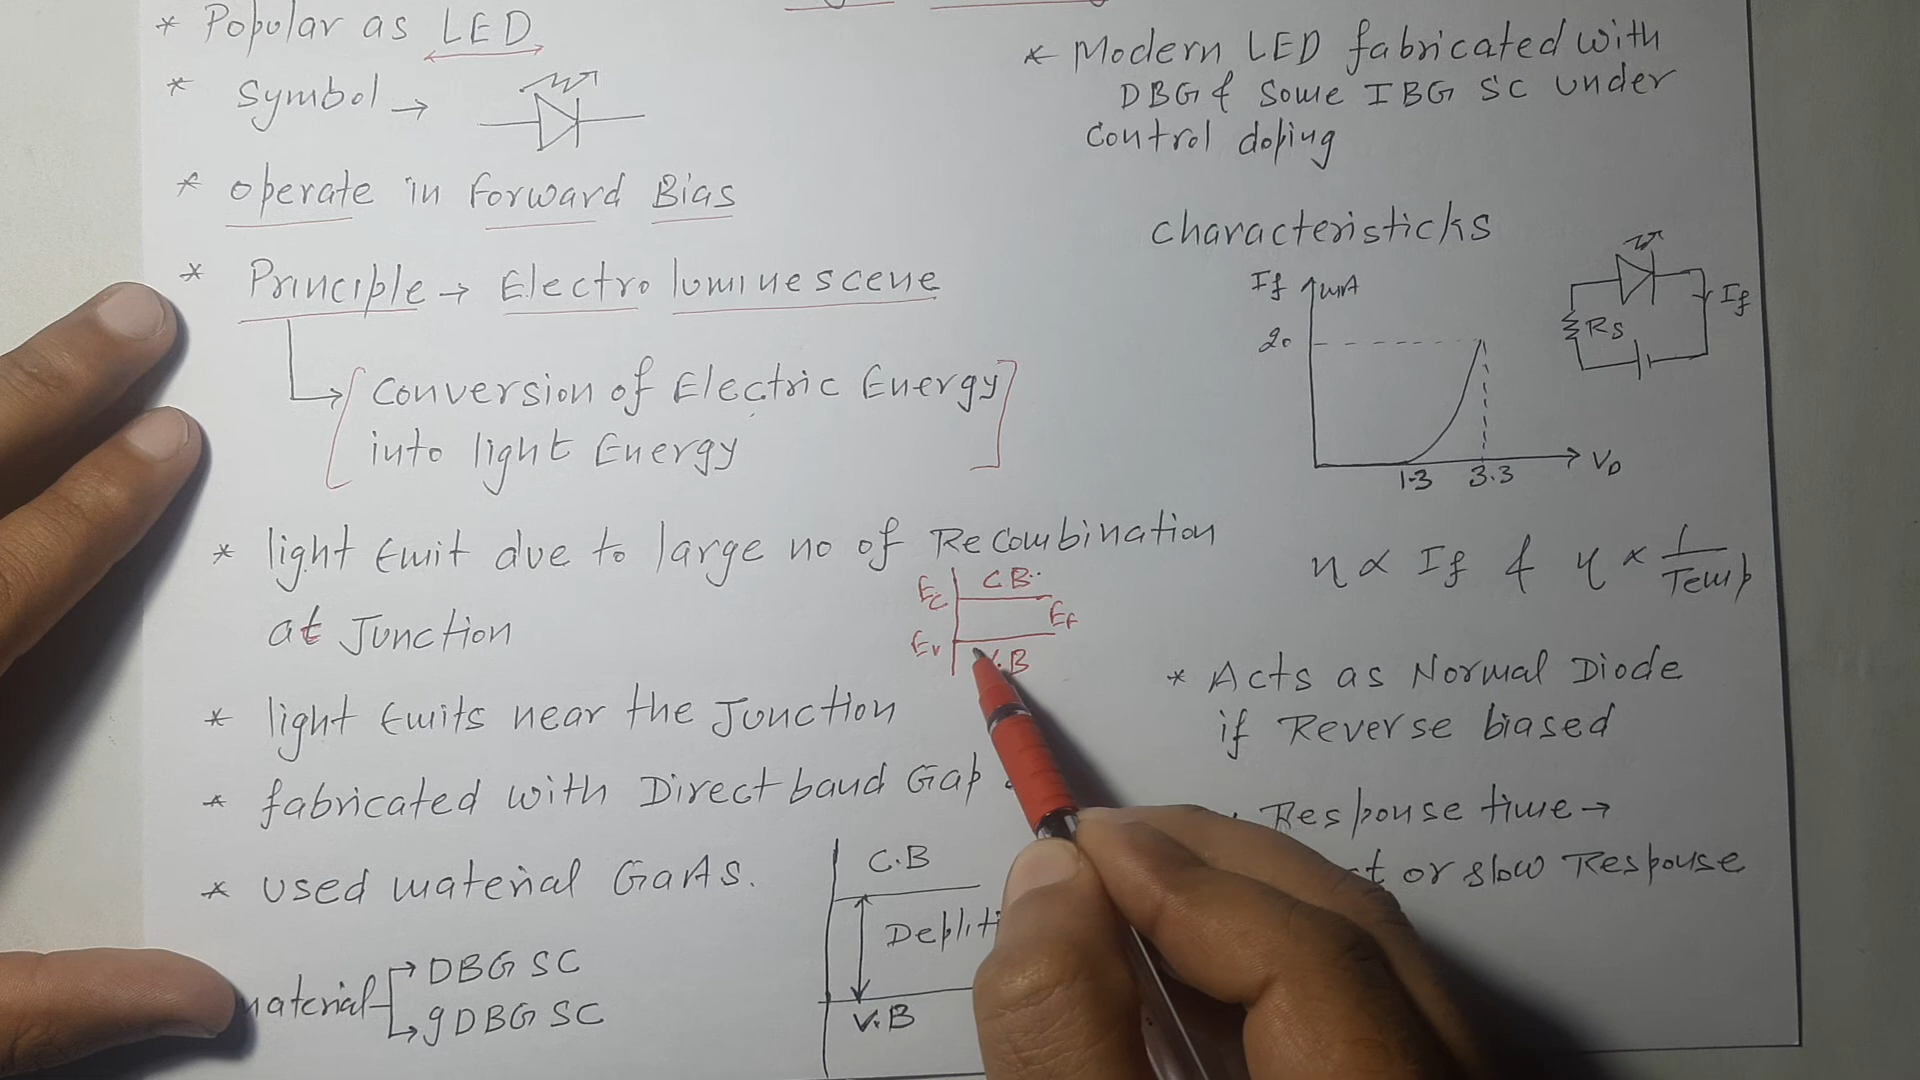 * Popular as LED
* Symbol →
* operate in forward Bias
* Principle → Electro luminescene
Conversion of Electric Energy
into light Energy
* light Emit due to large no of Recombination
at Junction
Ec C B
Ef
Ev V.B
* light Emits near the Junction
* fabricated with Direct band Gap
* used material GaAs.
material
DBG SC
gDBG SC
C.B
Depliti
V.B
* Modern LED fabricated with
DBG & Some IBG SC under
Control doping
Characteristicks
If mA
20
1.3 3.3 VD
Rs If
η ∝ If & η ∝ 1/Temp
* Acts as Normal Diode
if Reverse biased
Response time →
or slow Response